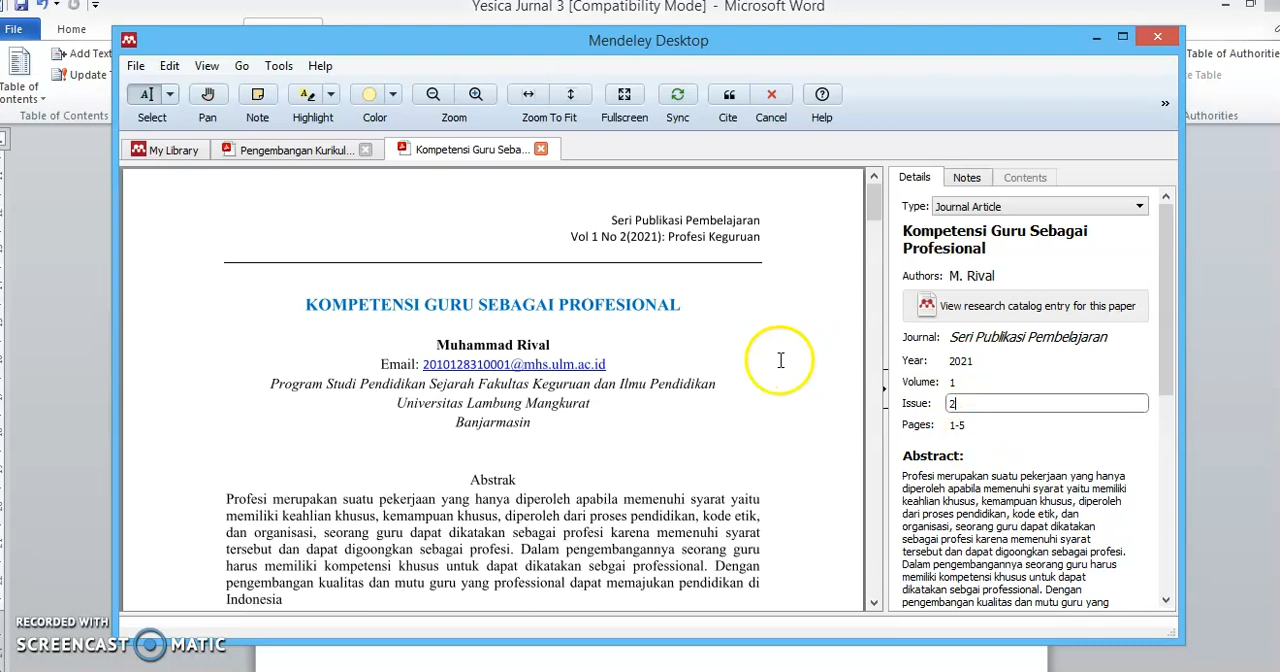 Yesica Jurnal 3 [Compatibility Mode] - Microsoft Word
File Home
Add Text
Update
Table of
Contents
Table of Contents
Table of Authorities
Table
Authorities
Mendeley Desktop
File Edit View Go Tools Help
Select Pan Note Highlight Color Zoom Zoom To Fit Fullscreen Sync Cite Cancel Help
My Library Pengembangan Kurikul... Kompetensi Guru Seba...
Seri Publikasi Pembelajaran
Vol 1 No 2(2021): Profesi Keguruan
KOMPETENSI GURU SEBAGAI PROFESIONAL
Muhammad Rival
Email: 2010128310001@mhs.ulm.ac.id
Program Studi Pendidikan Sejarah Fakultas Keguruan dan Ilmu Pendidikan
Universitas Lambung Mangkurat
Banjarmasin
Abstrak
Profesi merupakan suatu pekerjaan yang hanya diperoleh apabila memenuhi syarat yaitu
memiliki keahlian khusus, kemampuan khusus, diperoleh dari proses pendidikan, kode etik,
dan organisasi, seorang guru dapat dikatakan sebagai profesi karena memenuhi syarat
tersebut dan dapat digoongkan sebagai profesi. Dalam pengembangannya seorang guru
harus memiliki kompetensi khusus untuk dapat dikatakan sebgai professional. Dengan
pengembangan kualitas dan mutu guru yang professional dapat memajukan pendidikan di
Indonesia
Details Notes Contents
Type: Journal Article
Kompetensi Guru Sebagai
Profesional
Authors: M. Rival
View research catalog entry for this paper
Journal: Seri Publikasi Pembelajaran
Year: 2021
Volume: 1
Issue: 2
Pages: 1-5
Abstract:
Profesi merupakan suatu pekerjaan yang hanya
diperoleh apabila memenuhi syarat yaitu memiliki
keahlian khusus, kemampuan khusus, diperoleh
dari proses pendidikan, kode etik, dan
organisasi, seorang guru dapat dikatakan
sebagai profesi karena memenuhi syarat
tersebut dan dapat digoongkan sebagai profesi.
Dalam pengembangannya seorang guru harus
memiliki kompetensi khusus untuk dapat
dikatakan sebgai professional. Dengan
pengembangan kualitas dan mutu guru yang
RECORDED WITH
SCREENCAST MATIC